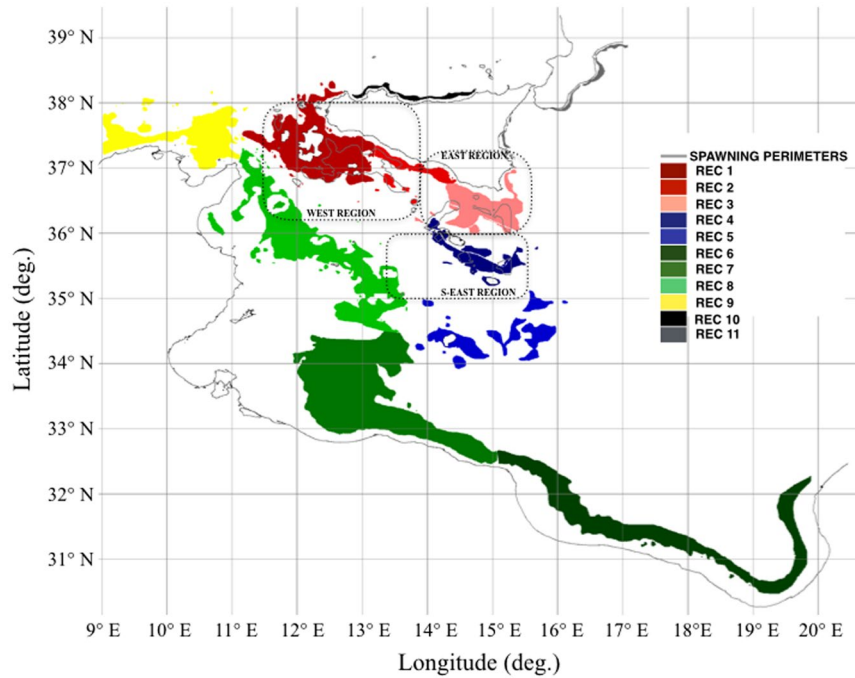 39° N
38° N
37° N
36° N
35° N
34° N
33° N
32° N
31° N
Latitude (deg.)
EAST REGION
WEST REGION
S-EAST REGION
SPAWNING PERIMETERS
REC 1
REC 2
REC 3
REC 4
REC 5
REC 6
REC 7
REC 8
REC 9
REC 10
REC 11
9° E 10° E 11° E 12° E 13° E 14° E 15° E 16° E 17° E 18° E 19° E 20° E
Longitude (deg.)